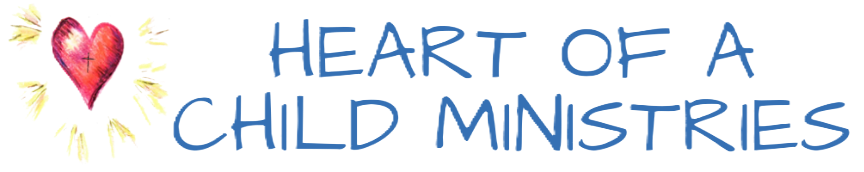 HEART OF A
CHILD MINISTRIES